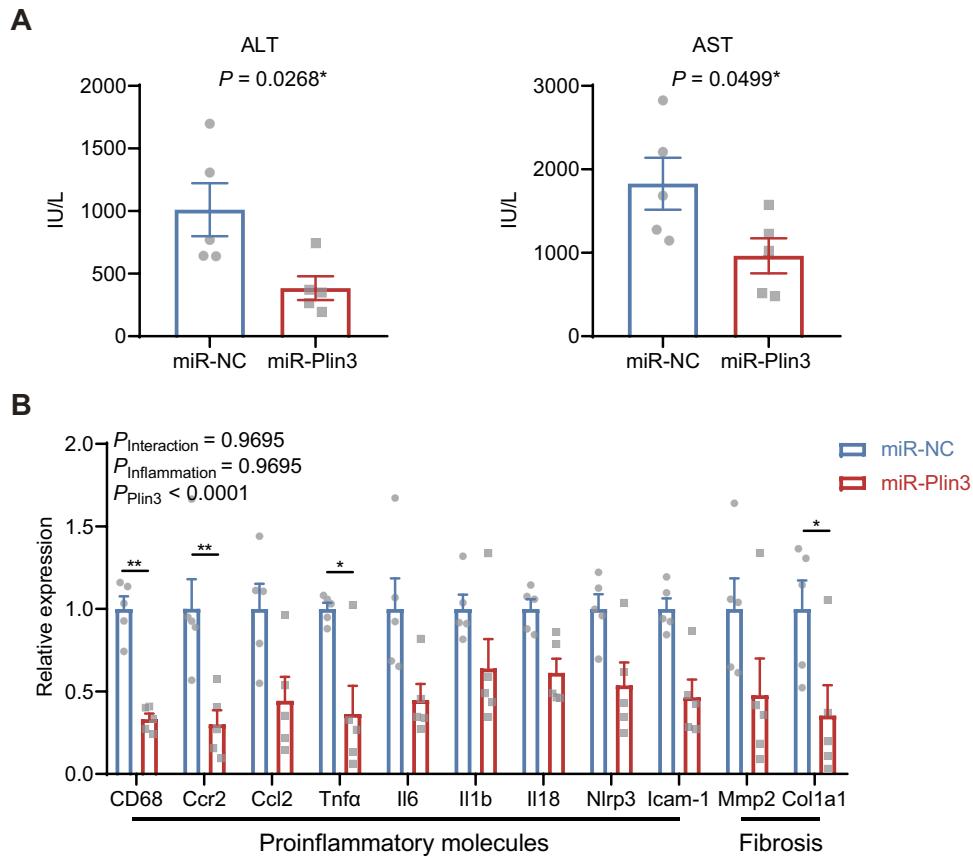 A
ALT
P = 0.0268*
2000
1500
1000
500
0
IU/L
miR-NC
miR-Plin3
AST
P = 0.0499*
3000
2000
1000
0
IU/L
miR-NC
miR-Plin3
B
P Interaction = 0.9695
P Inflammation = 0.9695
P Plin3 < 0.0001
miR-NC
miR-Plin3
2.0
1.5
1.0
0.5
0.0
Relative expression
** ** * *
CD68 Ccr2 Ccl2 Tnfα Il6 Il1b Il18 Nlrp3 Icam-1 Mmp2 Col1a1
Proinflammatory molecules Fibrosis